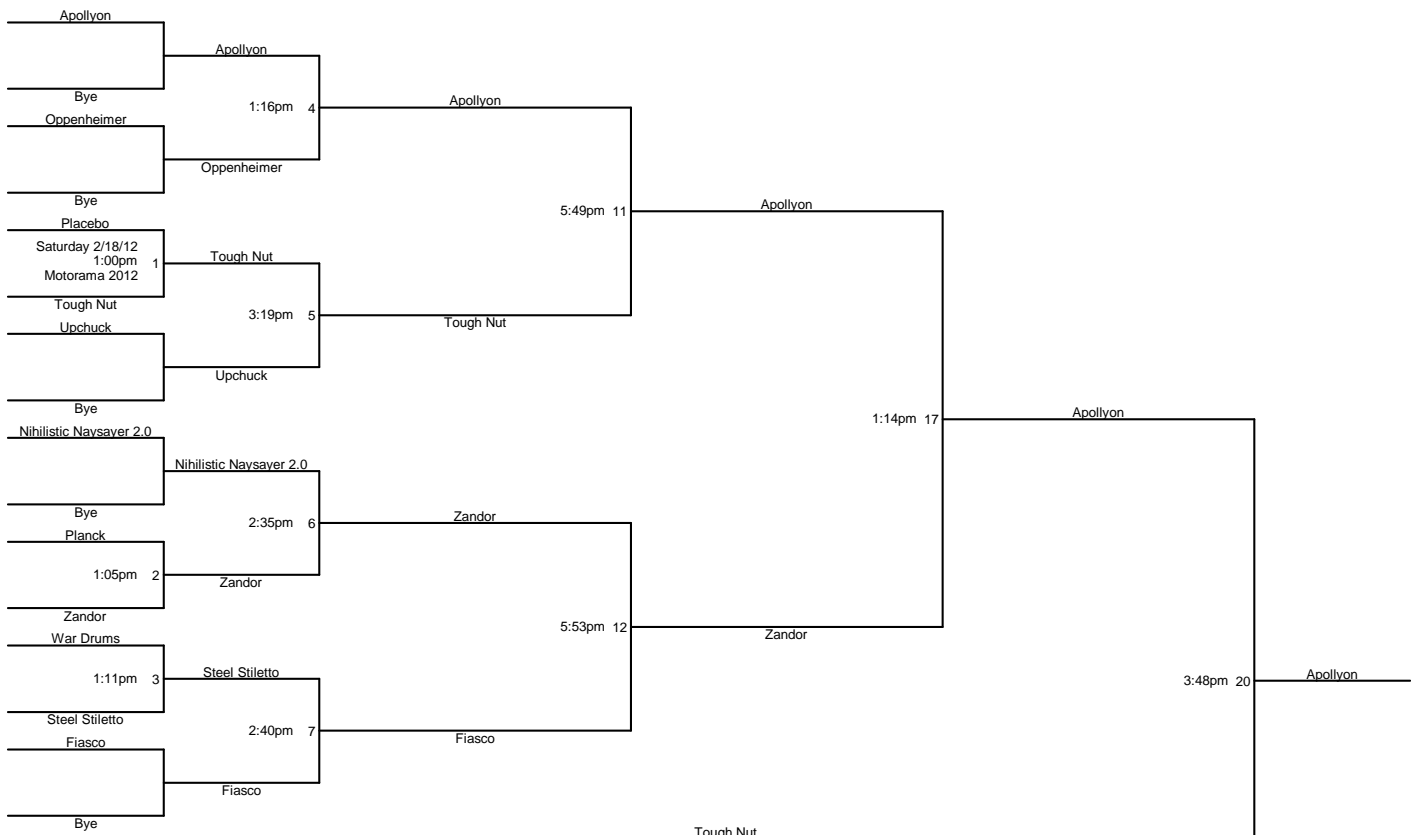 Apollyon
Apollyon
Bye
1:16pm 4
Apollyon
Oppenheimer
Oppenheimer
Bye
5:49pm 11
Apollyon
Placebo
Saturday 2/18/12
1:00pm 1
Motorama 2012
Tough Nut
Tough Nut
3:19pm 5
Tough Nut
Upchuck
Upchuck
Bye
1:14pm 17
Apollyon
Nihilistic Naysayer 2.0
Nihilistic Naysayer 2.0
Bye
2:35pm 6
Zandor
Planck
1:05pm 2
Zandor
Zandor
5:53pm 12
Zandor
War Drums
1:11pm 3
Steel Stiletto
Steel Stiletto
3:48pm 20
Apollyon
2:40pm 7
Fiasco
Fiasco
Fiasco
Bye
Tough Nut